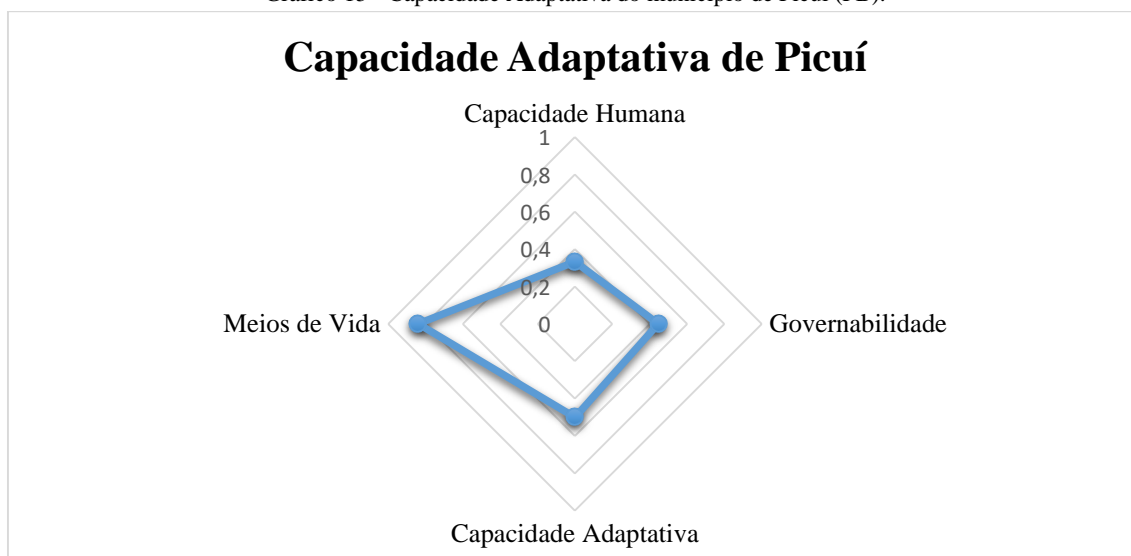 Capacidade Adaptativa de Picuí
Capacidade Humana
1
0,8
0,6
0,4
0,2
0
Meios de Vida
Governabilidade
Capacidade Adaptativa